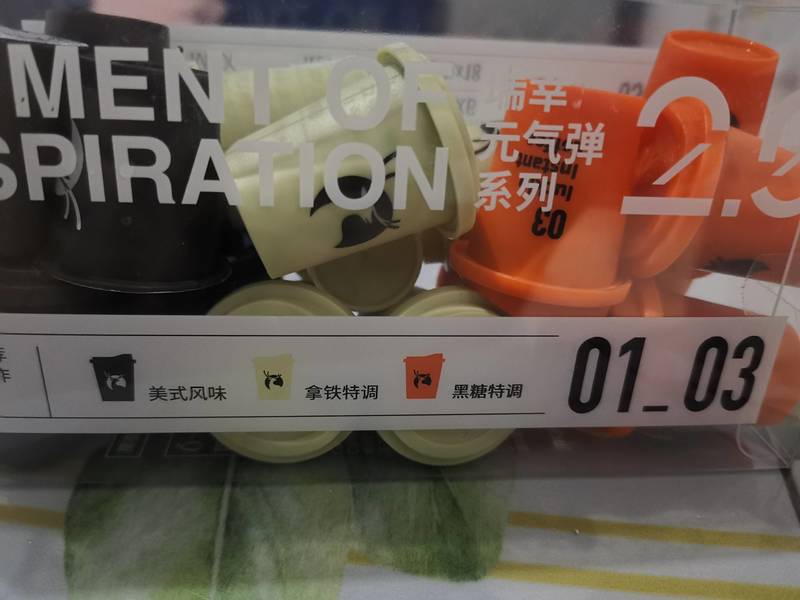 MENT OF
SPIRATION
瑞幸
元气弹
系列
2.9
03
美式风味
拿铁特调
黑糖特调
01_03